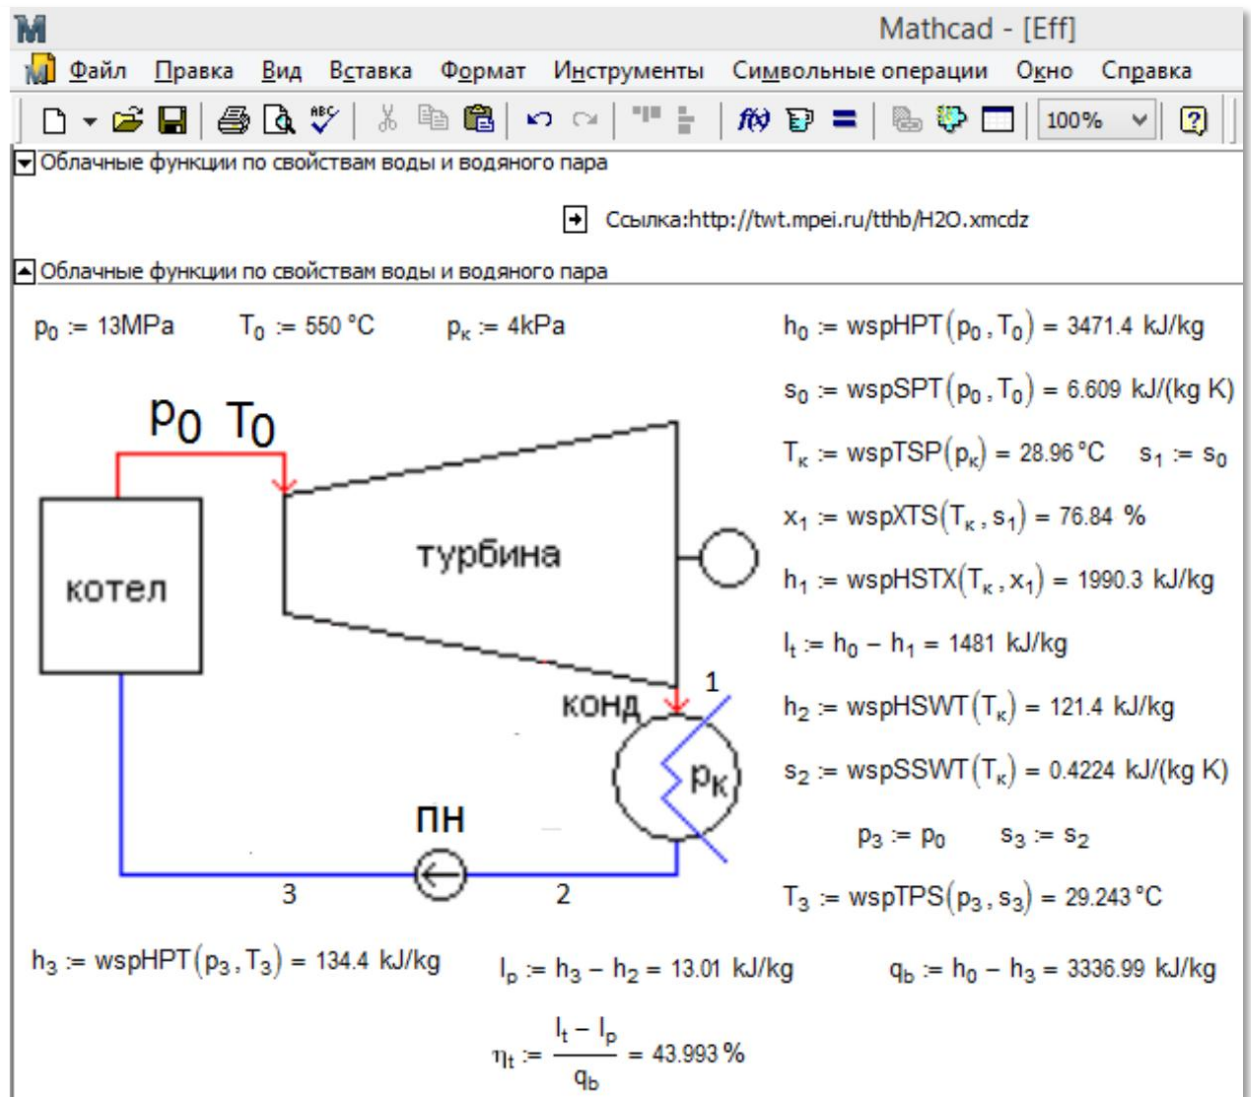 Mathcad - [Eff]
Файл Правка Вид Вставка Формат Инструменты Символьные операции Окно Справка
ABC f(x) = 100% ?
Облачные функции по свойствам воды и водяного пара
Ссылка:http://twt.mpei.ru/tthb/H2O.xmcdz
Облачные функции по свойствам воды и водяного пара
p₀ := 13MPa T₀ := 550 °C pк := 4kPa
h₀ := wspHPT(p₀, T₀) = 3471.4 kJ/kg
s₀ := wspSPT(p₀, T₀) = 6.609 kJ/(kg K)
p₀ T₀
Tк := wspTSP(pк) = 28.96 °C s₁ := s₀
x₁ := wspXTS(Tк, s₁) = 76.84 %
турбина
котел
h₁ := wspHSTX(Tк, x₁) = 1990.3 kJ/kg
lt := h₀ − h₁ = 1481 kJ/kg
1
конд
h₂ := wspHSWT(Tк) = 121.4 kJ/kg
pк
s₂ := wspSSWT(Tк) = 0.4224 kJ/(kg K)
ПН
p₃ := p₀ s₃ := s₂
3 2
T₃ := wspTPS(p₃, s₃) = 29.243 °C
h₃ := wspHPT(p₃, T₃) = 134.4 kJ/kg lp := h₃ − h₂ = 13.01 kJ/kg qb := h₀ − h₃ = 3336.99 kJ/kg
ηt := (lt − lp) / qb = 43.993 %